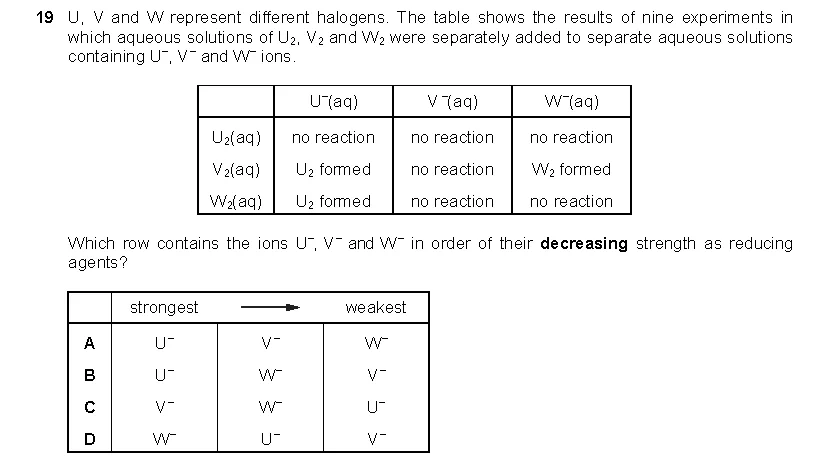 19 U, V and W represent different halogens. The table shows the results of nine experiments in
which aqueous solutions of U₂, V₂ and W₂ were separately added to separate aqueous solutions
containing U⁻, V⁻ and W⁻ ions.
U⁻(aq) V⁻(aq) W⁻(aq)
U₂(aq) no reaction no reaction no reaction
V₂(aq) U₂ formed no reaction W₂ formed
W₂(aq) U₂ formed no reaction no reaction
Which row contains the ions U⁻, V⁻ and W⁻ in order of their decreasing strength as reducing
agents?
strongest → weakest
A U⁻ V⁻ W⁻
B U⁻ W⁻ V⁻
C V⁻ W⁻ U⁻
D W⁻ U⁻ V⁻